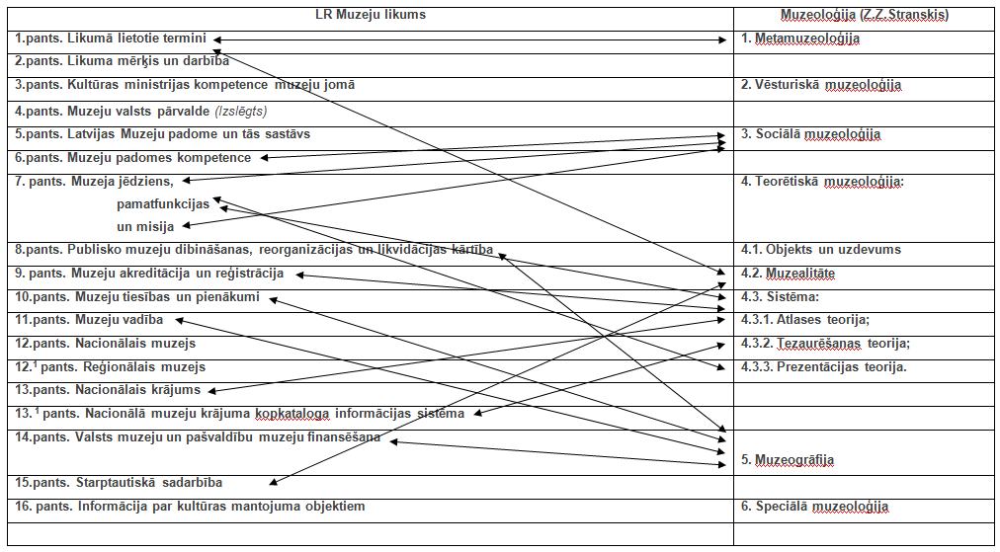 LR Muzeju likums Muzeoloģija (Z.Z.Stranskis)
1.pants. Likumā lietotie termini 1. Metamuzeoloģija
2.pants. Likuma mērķis un darbība
3.pants. Kultūras ministrijas kompetence muzeju jomā 2. Vēsturiskā muzeoloģija
4.pants. Muzeju valsts pārvalde (Izslēgts)
5.pants. Latvijas Muzeju padome un tās sastāvs 3. Sociālā muzeoloģija
6.pants. Muzeju padomes kompetence
7. pants. Muzeja jēdziens, 4. Teorētiskā muzeoloģija:
pamatfunkcijas
un misija
8.pants. Publisko muzeju dibināšanas, reorganizācijas un likvidācijas kārtība 4.1. Objekts un uzdevums
9. pants. Muzeju akreditācija un reģistrācija 4.2. Muzealitāte
10.pants. Muzeju tiesības un pienākumi 4.3. Sistēma:
11.pants. Muzeju vadība 4.3.1. Atlases teorija;
12.pants. Nacionālais muzejs 4.3.2. Tezaurēšanas teorija;
12.¹ pants. Reģionālais muzejs 4.3.3. Prezentācijas teorija.
13.pants. Nacionālais krājums
13.¹ pants. Nacionālā muzeju krājuma kopkataloga informācijas sistēma
14.pants. Valsts muzeju un pašvaldību muzeju finansēšana
5. Muzeogrāfija
15.pants. Starptautiskā sadarbība
16. pants. Informācija par kultūras mantojuma objektiem 6. Speciālā muzeoloģija